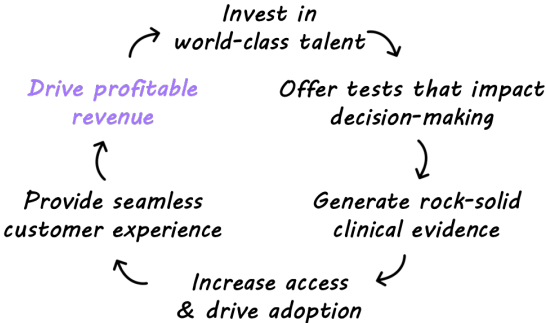 Invest in
world-class talent
Offer tests that impact
decision-making
Generate rock-solid
clinical evidence
Increase access
& drive adoption
Provide seamless
customer experience
Drive profitable
revenue